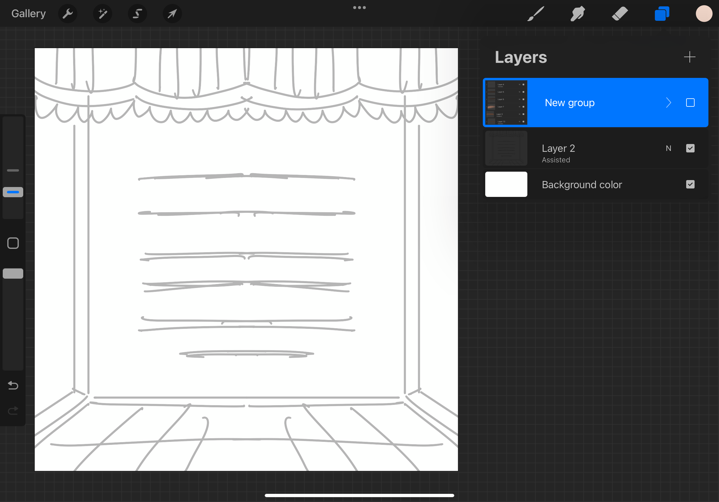 Gallery
Layers
New group
Layer 2
N
Assisted
Background color